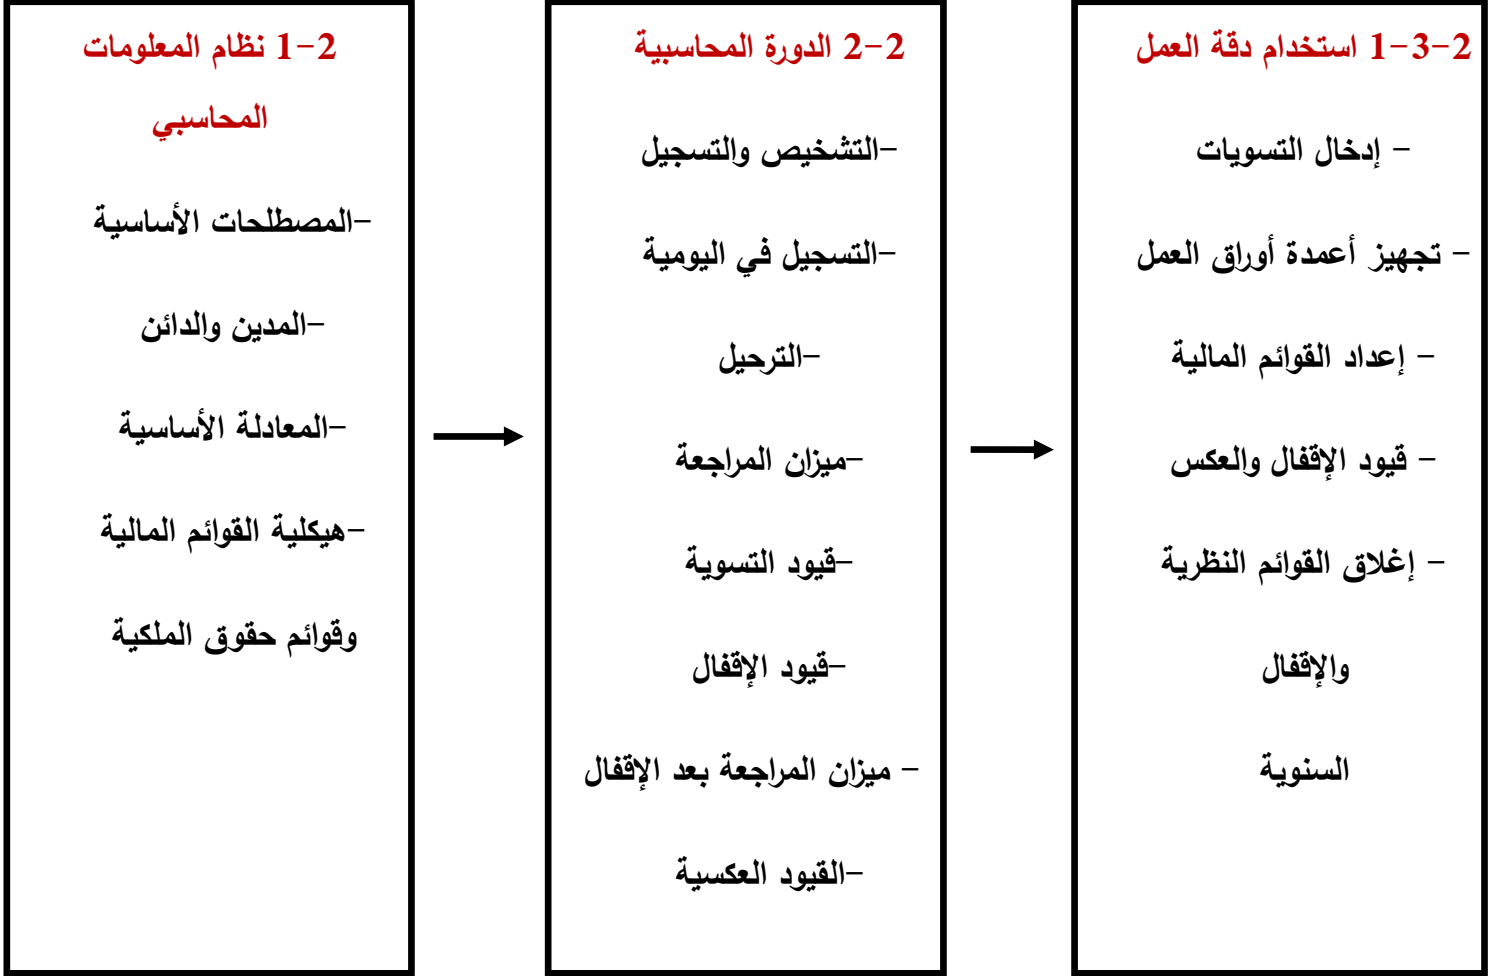 2-1 نظام المعلومات
المحاسبي
-المصطلحات الأساسية
-المدين والدائن
-المعادلة الأساسية
-هيكلية القوائم المالية
وقوائم حقوق الملكية
2-2 الدورة المحاسبية
-التشخيص والتسجيل
-التسجيل في اليومية
-الترحيل
-ميزان المراجعة
-قيود التسوية
-قيود الإقفال
- ميزان المراجعة بعد الإقفال
-القيود العكسية
2-3-1 استخدام دقة العمل
- إدخال التسويات
- تجهيز أعمدة أوراق العمل
- إعداد القوائم المالية
- قيود الإقفال والعكس
- إغلاق القوائم النظرية
والإقفال
السنوية